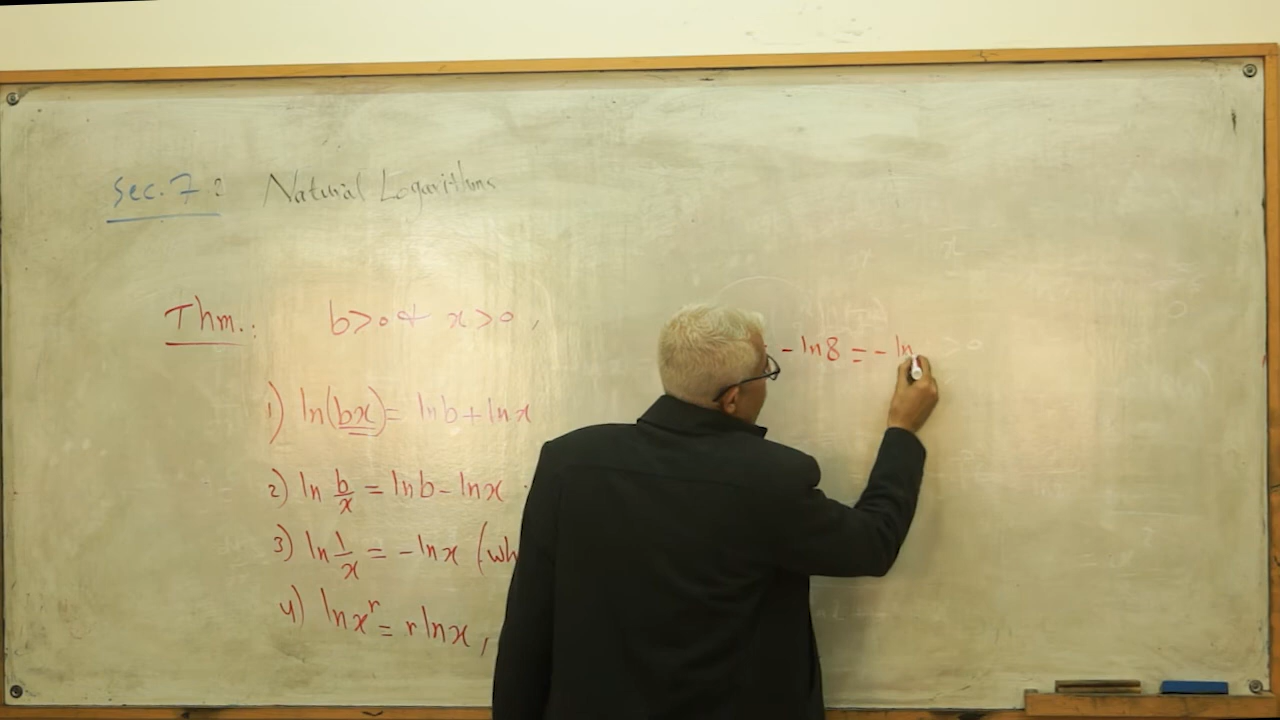 Sec. 7.2 Natural Logarithms
Thm.: b>0 & x>0,
1) ln(bx) = lnb + lnx
2) ln b/x = lnb - lnx
3) ln 1/x = -lnx (wh
4) lnx^r = r lnx,
-ln8 = -ln